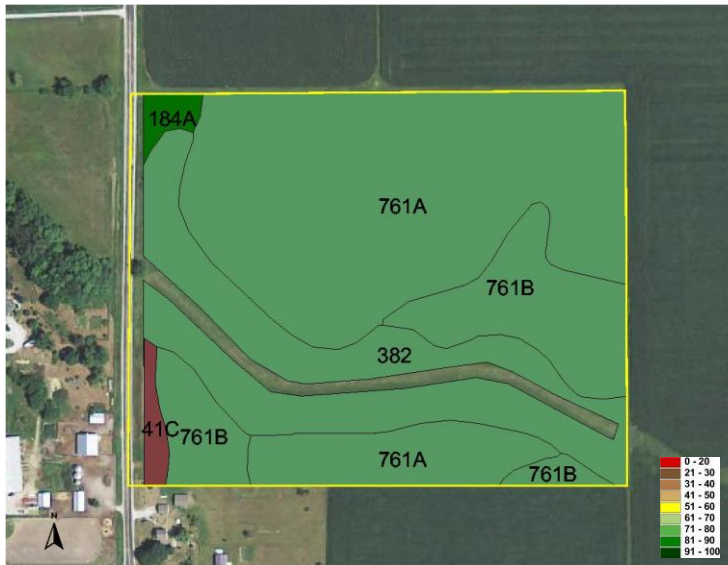 184A
761A
761B
382
41C
761B
761A
761B
N
0 - 20
21 - 30
31 - 40
41 - 50
51 - 60
61 - 70
71 - 80
81 - 90
91 - 100